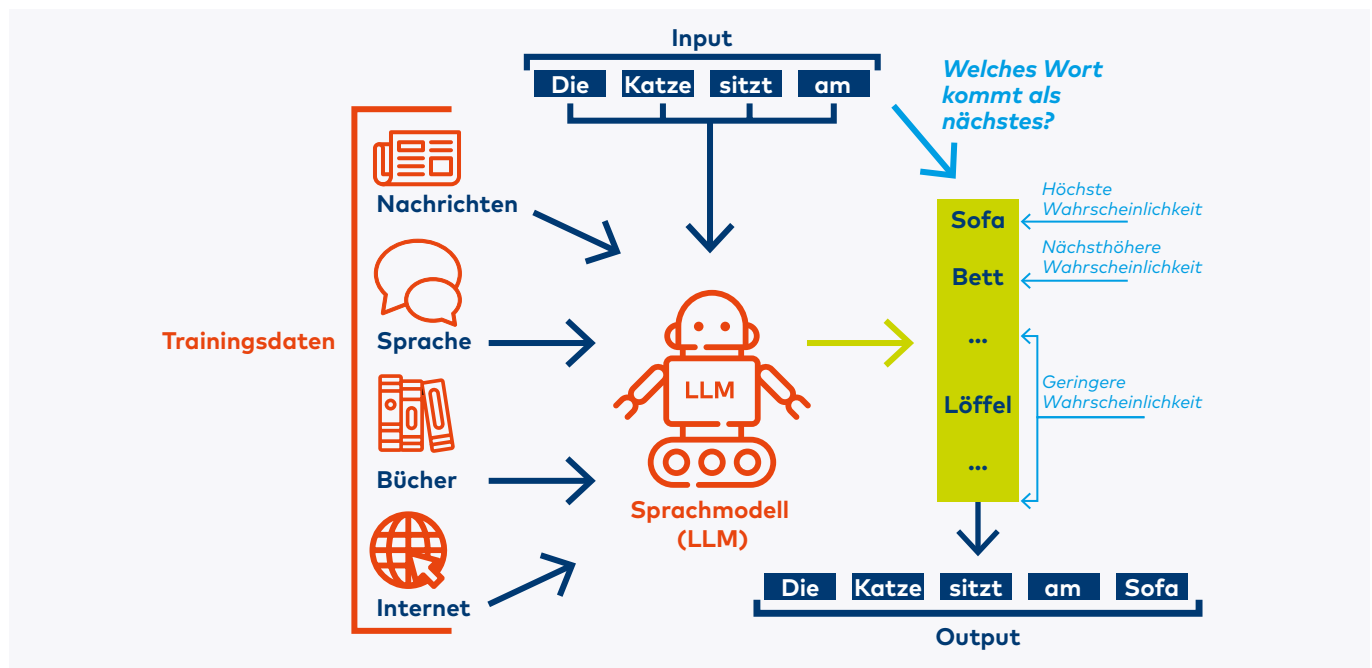 Input
Die Katze sitzt am
Welches Wort
kommt als
nächstes?
Trainingsdaten
Nachrichten
Sprache
Bücher
Internet
LLM
Sprachmodell
(LLM)
Sofa
Bett
...
Löffel
...
Höchste
Wahrscheinlichkeit
Nächsthöhere
Wahrscheinlichkeit
Geringere
Wahrscheinlichkeit
Die Katze sitzt am Sofa
Output